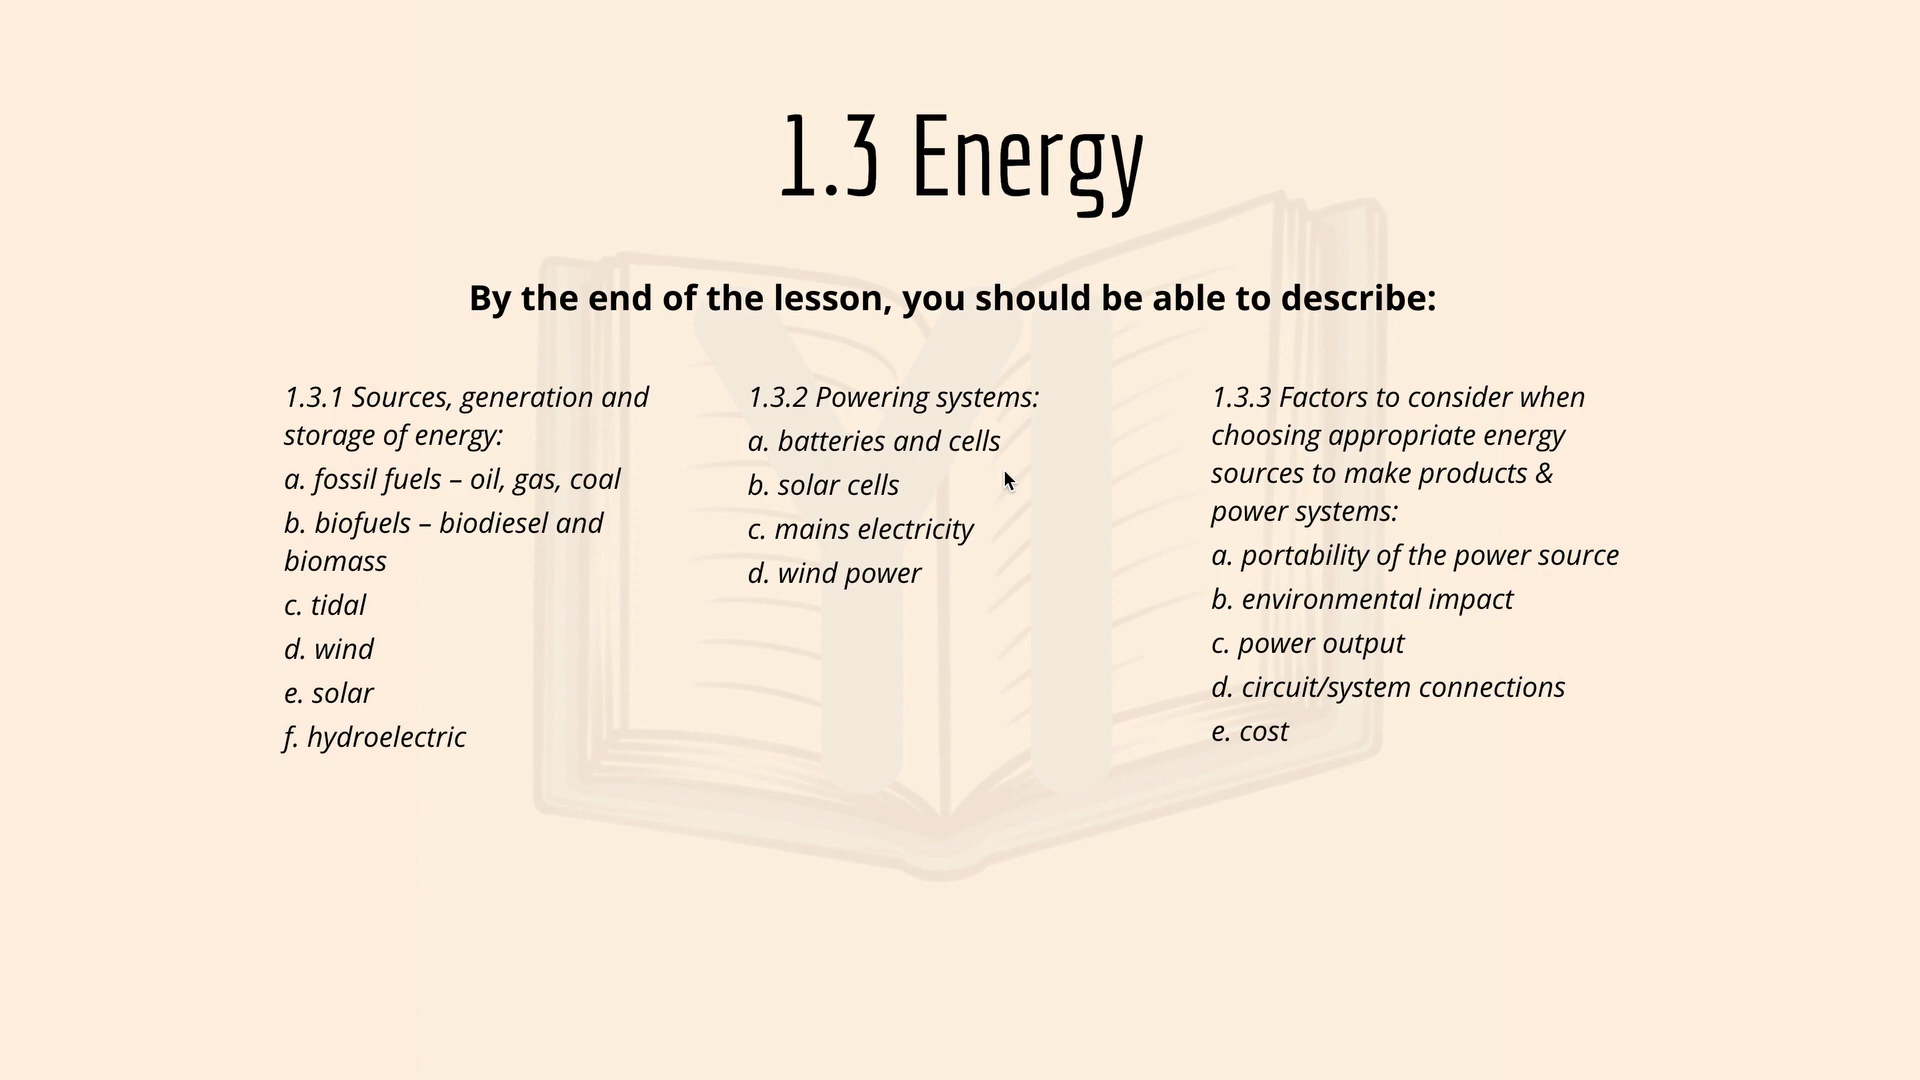 1.3 Energy
By the end of the lesson, you should be able to describe:
1.3.1 Sources, generation and
storage of energy:
a. fossil fuels – oil, gas, coal
b. biofuels – biodiesel and
biomass
c. tidal
d. wind
e. solar
f. hydroelectric
1.3.2 Powering systems:
a. batteries and cells
b. solar cells
c. mains electricity
d. wind power
1.3.3 Factors to consider when
choosing appropriate energy
sources to make products &
power systems:
a. portability of the power source
b. environmental impact
c. power output
d. circuit/system connections
e. cost